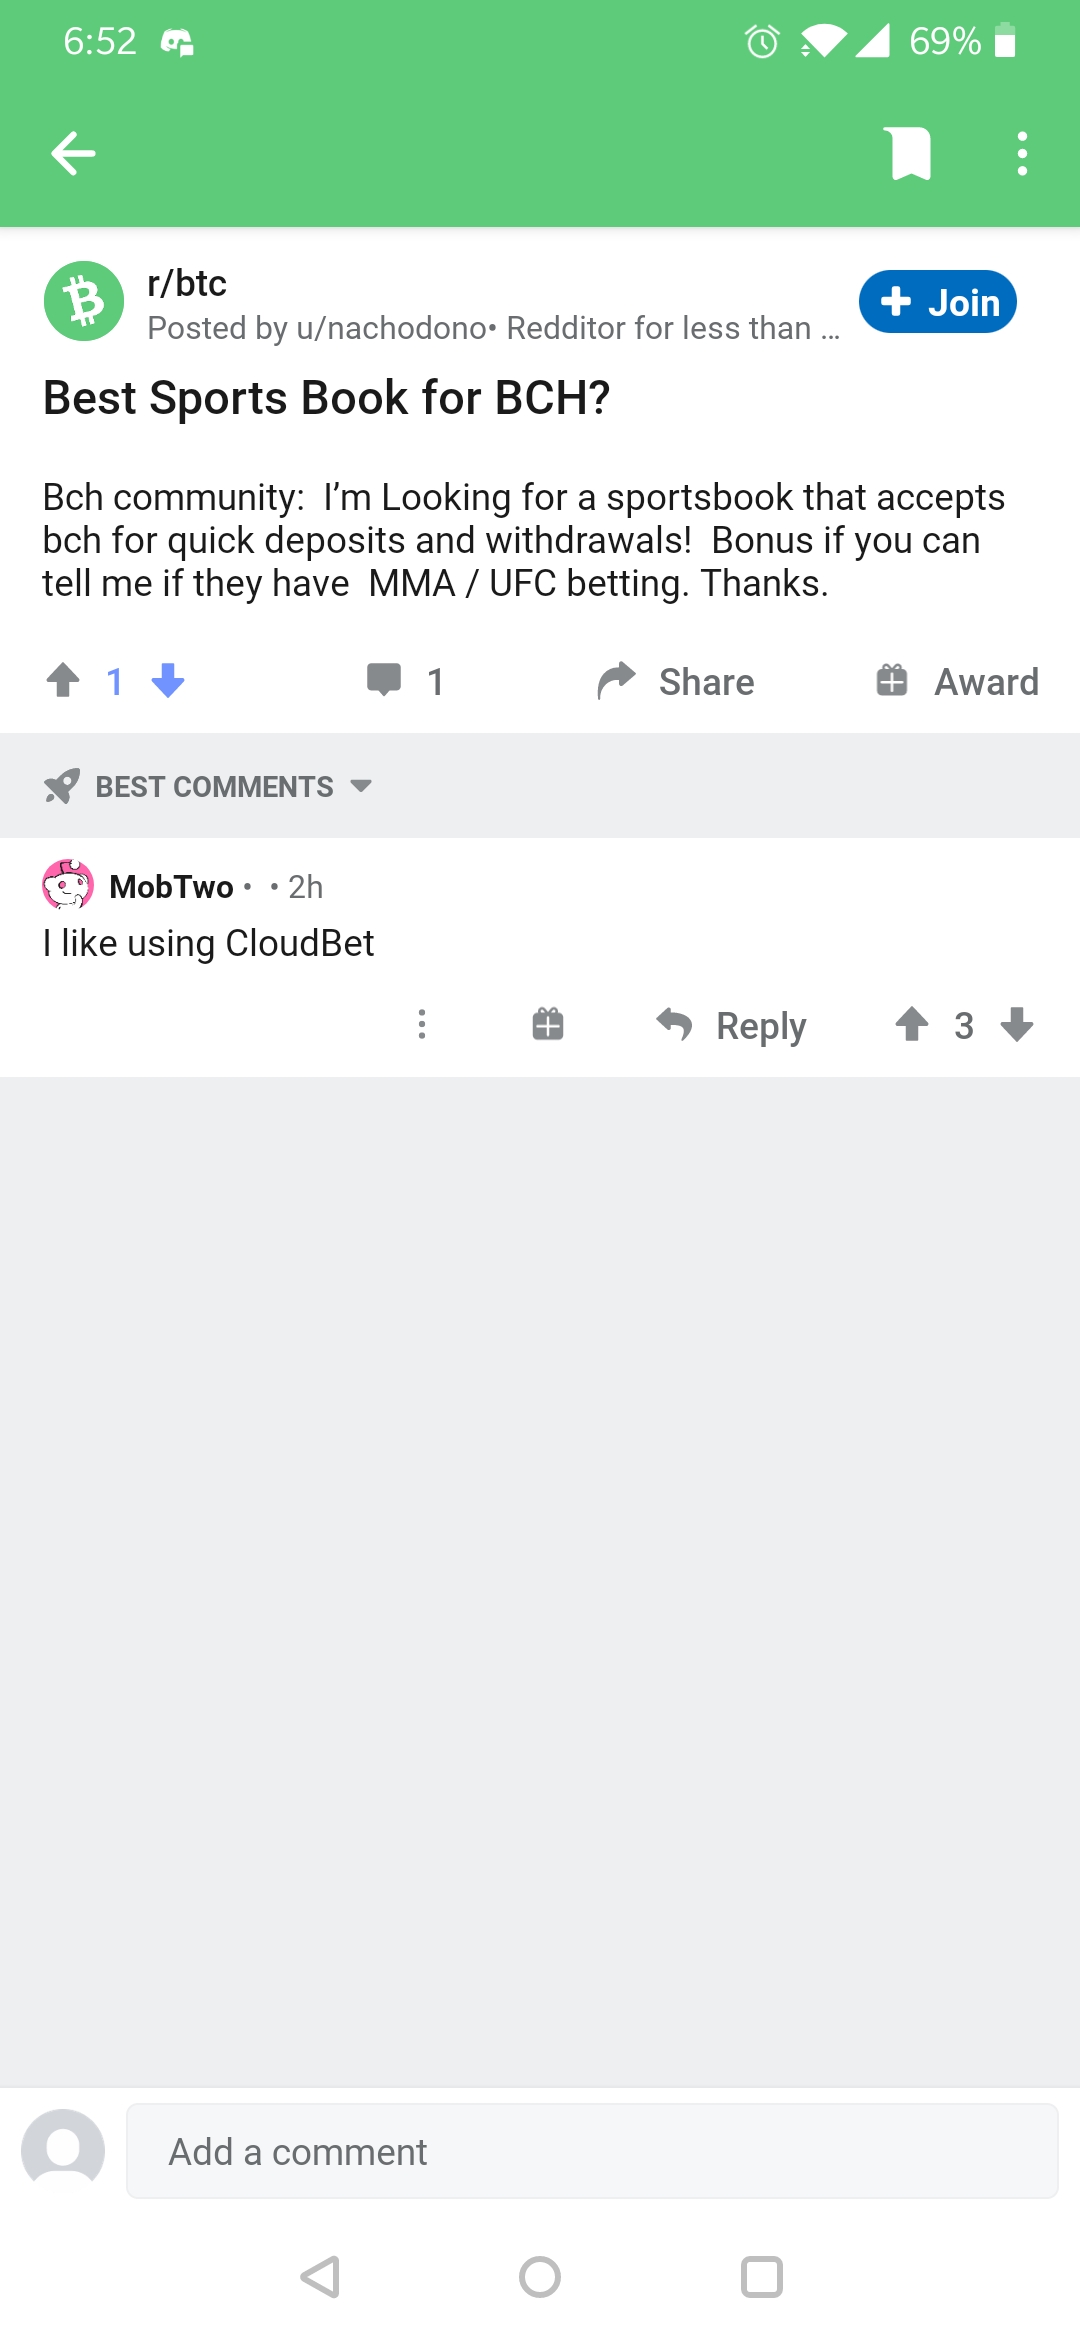 6:52 69%
r/btc
Posted by u/nachodono• Redditor for less than ...
+ Join
Best Sports Book for BCH?
Bch community:  I’m Looking for a sportsbook that accepts
bch for quick deposits and withdrawals!  Bonus if you can
tell me if they have  MMA / UFC betting. Thanks.
1 1 Share Award
BEST COMMENTS
MobTwo • • 2h
I like using CloudBet
Reply 3
Add a comment